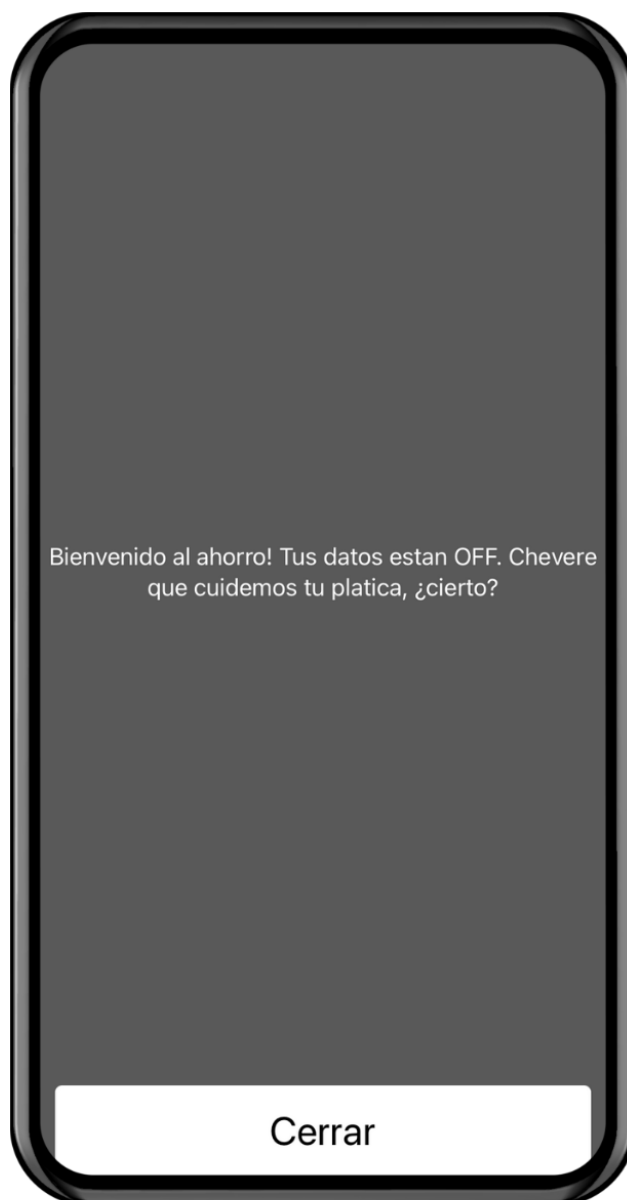 Bienvenido al ahorro! Tus datos estan OFF. Chevere
que cuidemos tu platica, ¿cierto?
Cerrar